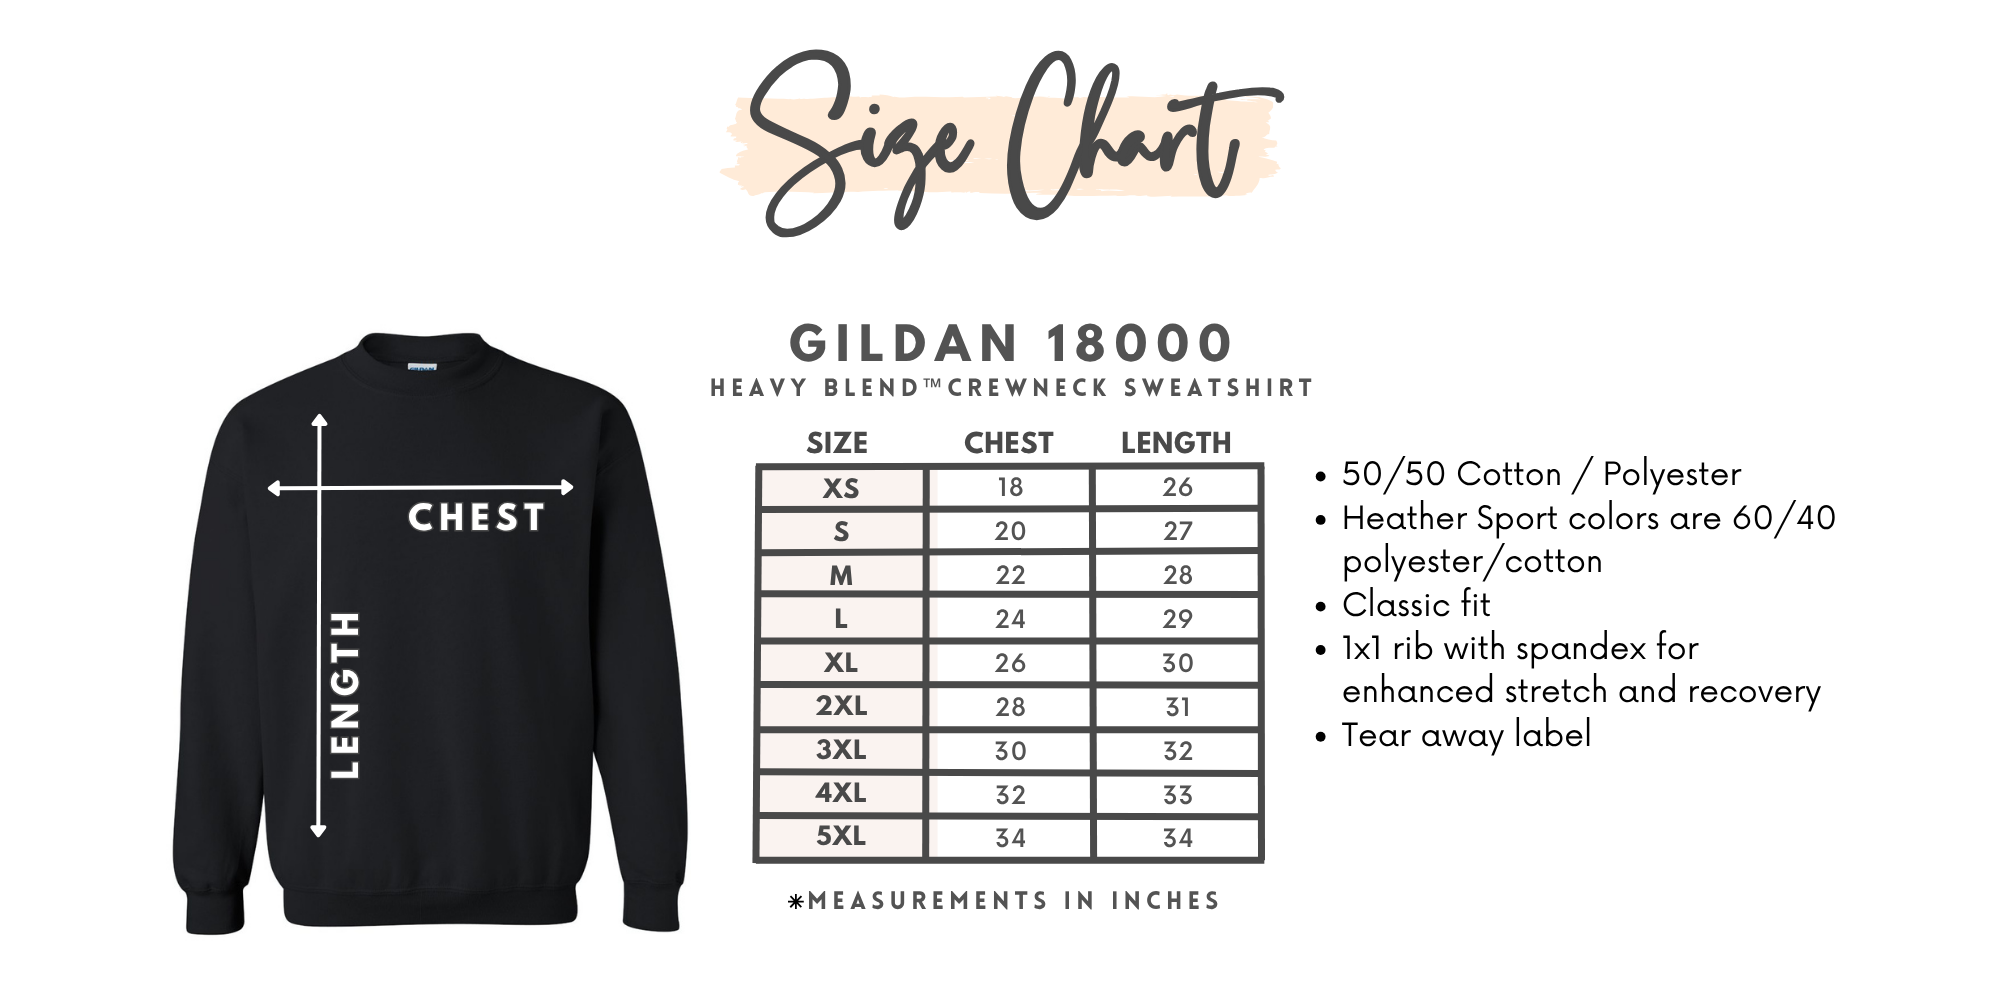 Size Chart
GILDAN 18000
HEAVY BLEND™CREWNECK SWEATSHIRT
SIZE CHEST LENGTH
XS 18 26
S 20 27
M 22 28
L 24 29
XL 26 30
2XL 28 31
3XL 30 32
4XL 32 33
5XL 34 34
*MEASUREMENTS IN INCHES
CHEST
LENGTH
• 50/50 Cotton / Polyester
• Heather Sport colors are 60/40
polyester/cotton
• Classic fit
• 1x1 rib with spandex for
enhanced stretch and recovery
• Tear away label